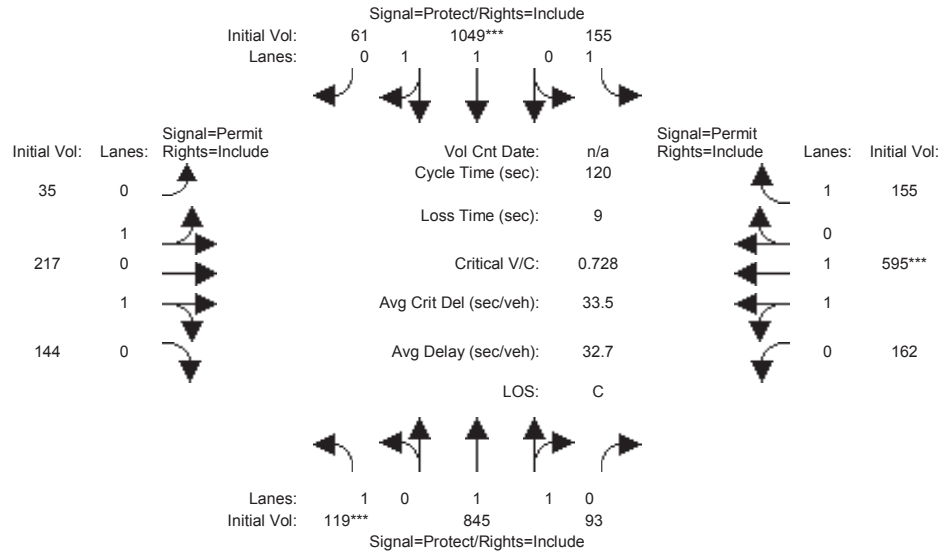 Signal=Protect/Rights=Include
Initial Vol: 61 1049*** 155
Lanes: 0 1 1 0 1
Signal=Permit
Initial Vol: Lanes: Rights=Include
Vol Cnt Date: n/a
Signal=Permit
Rights=Include Lanes: Initial Vol:
Cycle Time (sec): 120
35 0
1 155
Loss Time (sec): 9
1
0
217 0
Critical V/C: 0.728
1 595***
1
Avg Crit Del (sec/veh): 33.5
1
144 0
Avg Delay (sec/veh): 32.7
0 162
LOS: C
Lanes: 1 0 1 1 0
Initial Vol: 119*** 845 93
Signal=Protect/Rights=Include